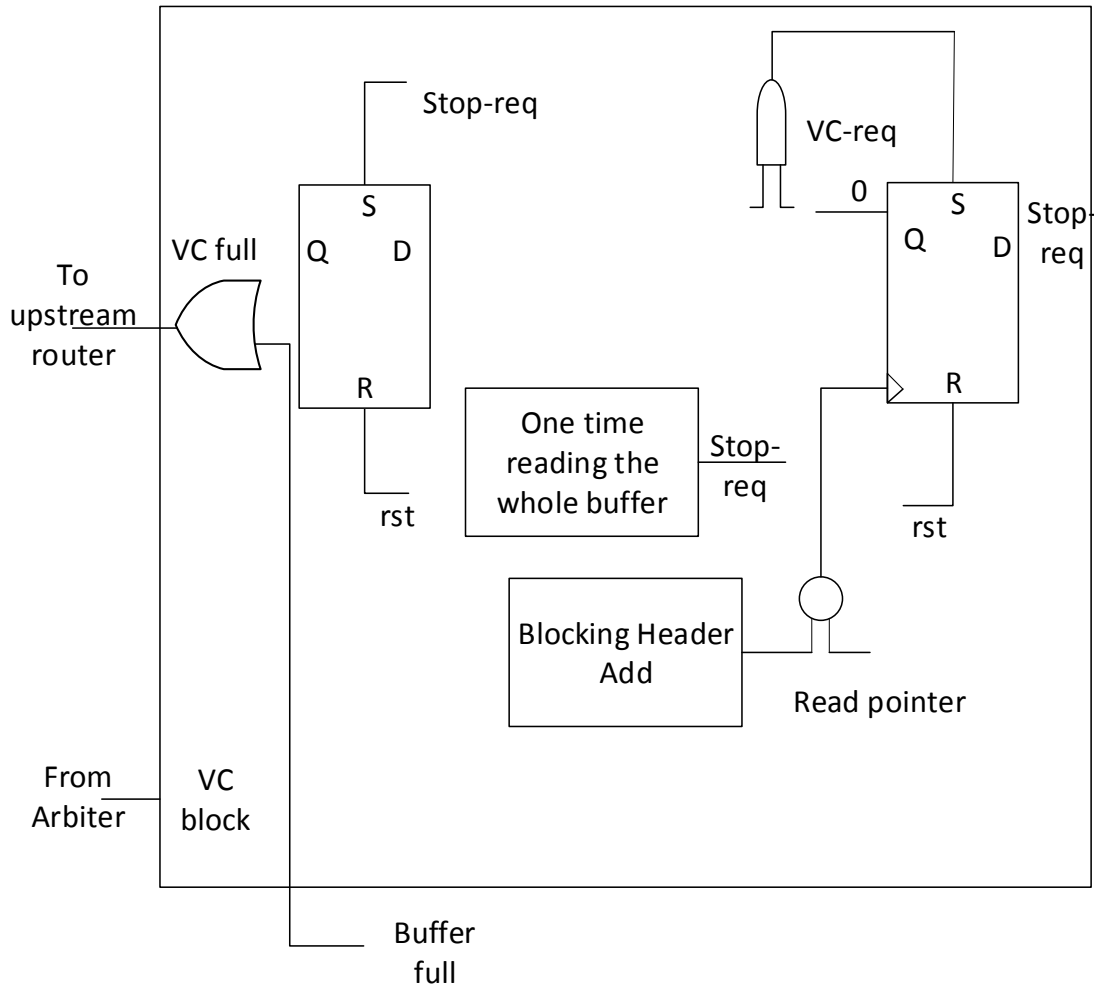 Stop-req
VC-req
0
S
Q
D
S
Q
D
Stop-
req
VC full
To
upstream
router
R
R
One time
reading the
whole buffer
Stop-
req
rst
rst
Blocking Header
Add
Read pointer
From
Arbiter
VC
block
Buffer
full